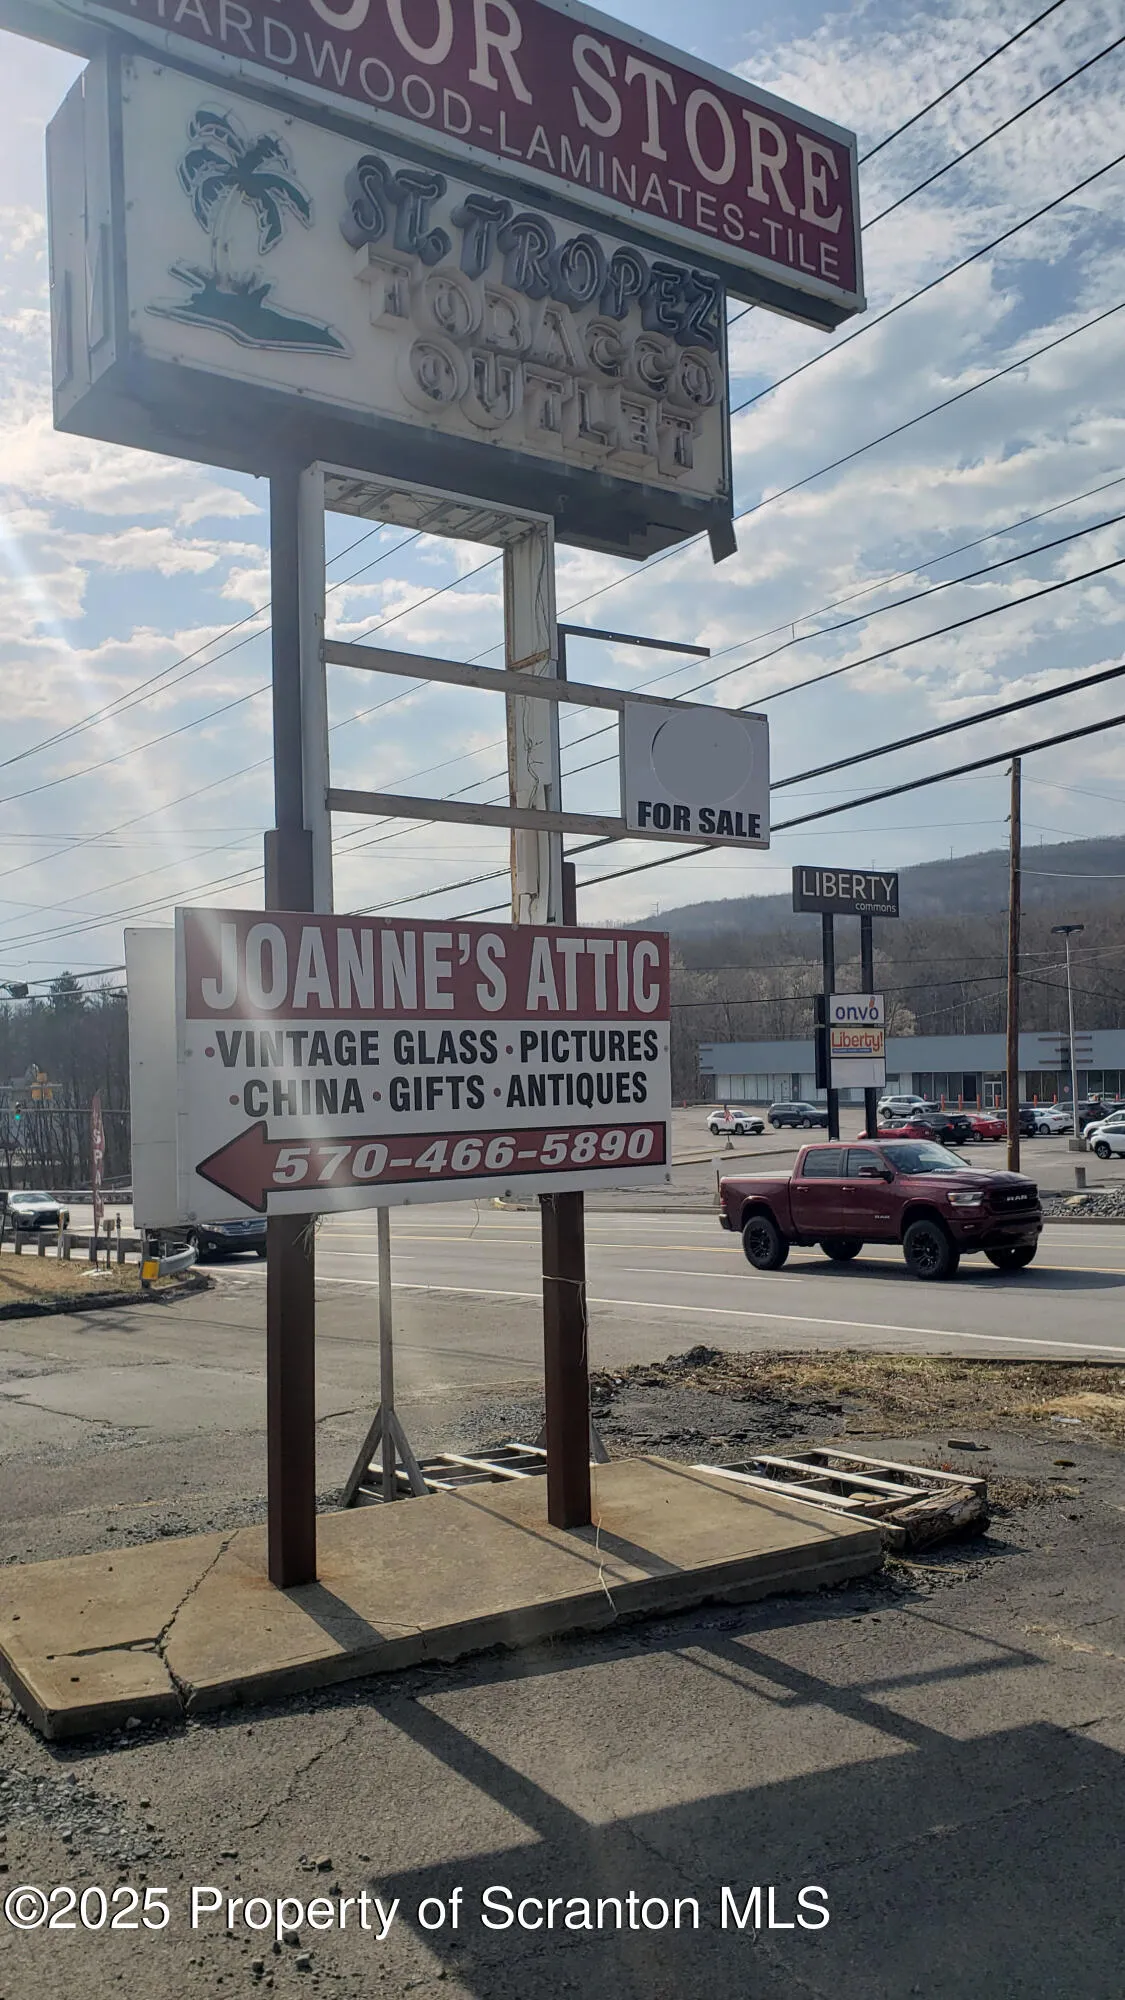 STORE
HARDWOOD-LAMINATES-TILE
ST. TROPEZ
TOBACCO
OUTLET
FOR SALE
LIBERTY
commons
onvo
Liberty!
JOANNE'S ATTIC
•VINTAGE GLASS•PICTURES
•CHINA•GIFTS•ANTIQUES
570-466-5890
RAM
©2025 Property of Scranton MLS